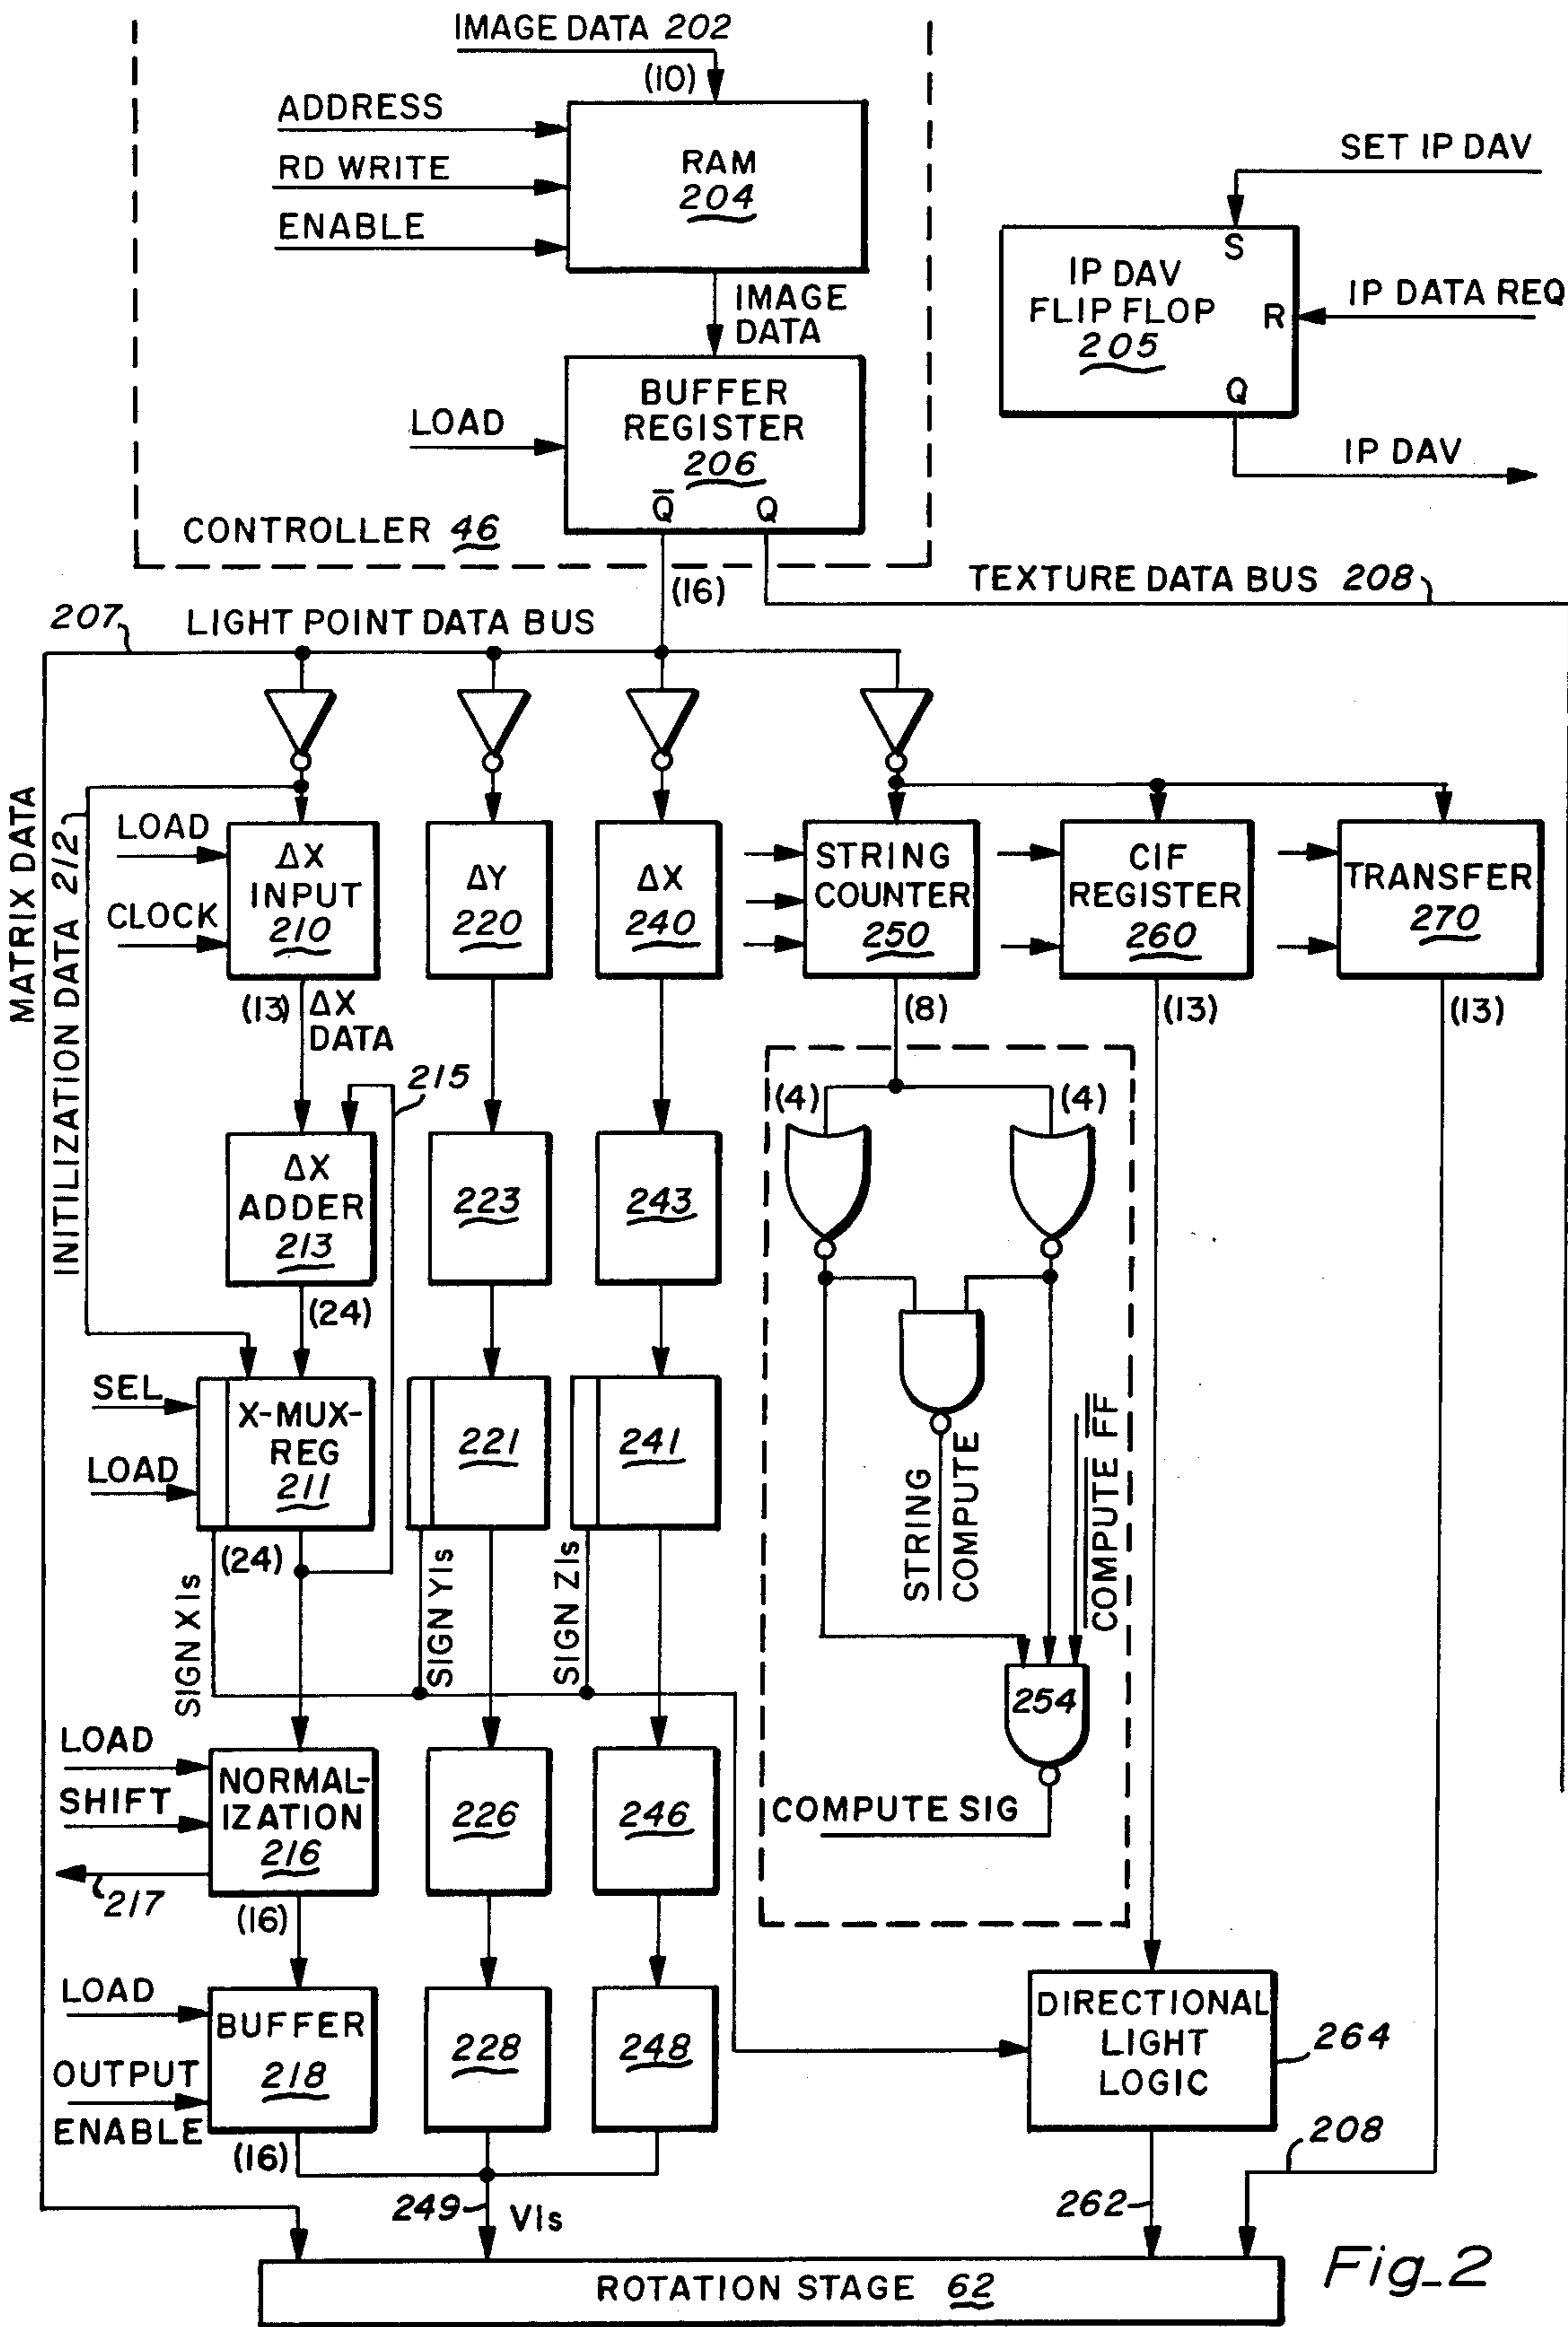 IMAGE DATA 202
(10)
ADDRESS
RD WRITE
ENABLE
RAM
204
IMAGE
DATA
LOAD
BUFFER
REGISTER
206
Q̅ Q
CONTROLLER 46
SET IP DAV
S
IP DAV
FLIP FLOP
205
R
IP DATA REQ
Q
IP DAV
(16)
TEXTURE DATA BUS 208
207
LIGHT POINT DATA BUS
MATRIX DATA
INITILIZATION DATA 212
LOAD
CLOCK
ΔX
INPUT
210
ΔY
220
ΔX
240
STRING
COUNTER
250
CIF
REGISTER
260
TRANSFER
270
(13)
ΔX
DATA
(8)
(13)
(13)
215
(4)
(4)
ΔX
ADDER
213
223
243
(24)
SEL
LOAD
X-MUX-
REG
211
221
241
STRING
COMPUTE
COMPUTE FF
(24)
SIGN XIs
SIGN YIs
SIGN ZIs
254
LOAD
SHIFT
NORMAL-
IZATION
216
226
246
COMPUTE SIG
217
(16)
LOAD
OUTPUT
ENABLE
BUFFER
218
228
248
DIRECTIONAL
LIGHT
LOGIC
264
(16)
208
249
VIs
262
ROTATION STAGE 62
Fig_2